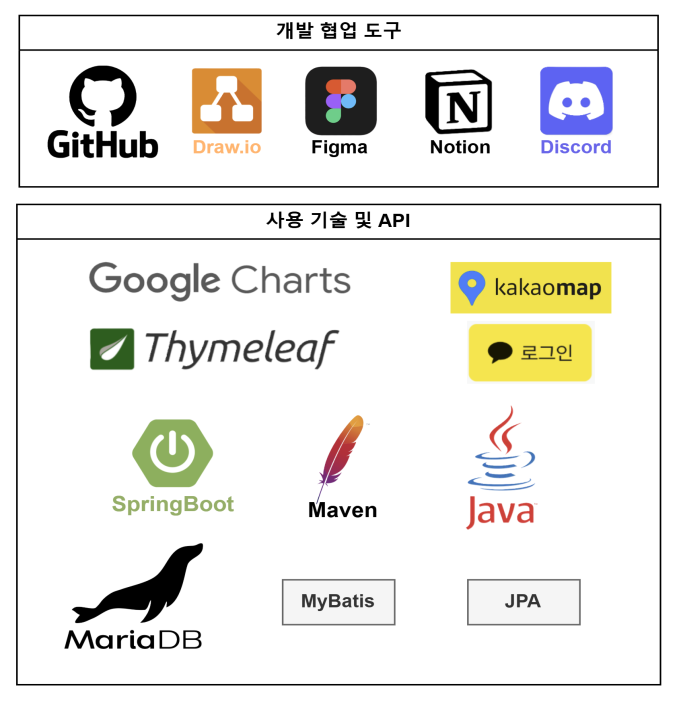 개발 협업 도구
GitHub
Draw.io
Figma
Notion
Discord
사용 기술 및 API
Google Charts
kakaomap
Thymeleaf
로그인
SpringBoot
Maven
Java
MariaDB
MyBatis
JPA